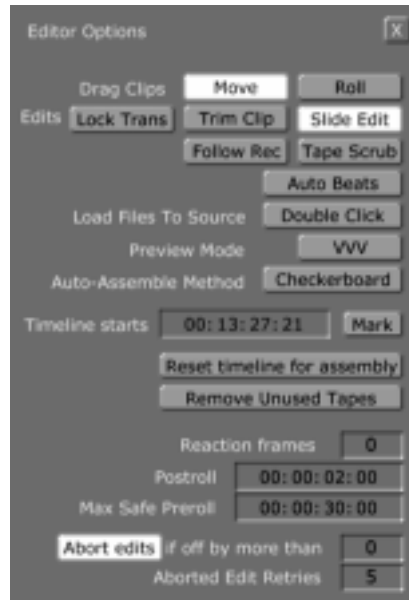 Editor Options X
Drag Clips Move Roll
Edits Lock Trans Trim Clip Slide Edit
Follow Rec Tape Scrub
Auto Beats
Load Files To Source Double Click
Preview Mode VVV
Auto-Assemble Method Checkerboard
Timeline starts 00:13:27:21 Mark
Reset timeline for assembly
Remove Unused Tapes
Reaction frames 0
Postroll 00:00:02:00
Max Safe Preroll 00:00:30:00
Abort edits if off by more than 0
Aborted Edit Retries 5